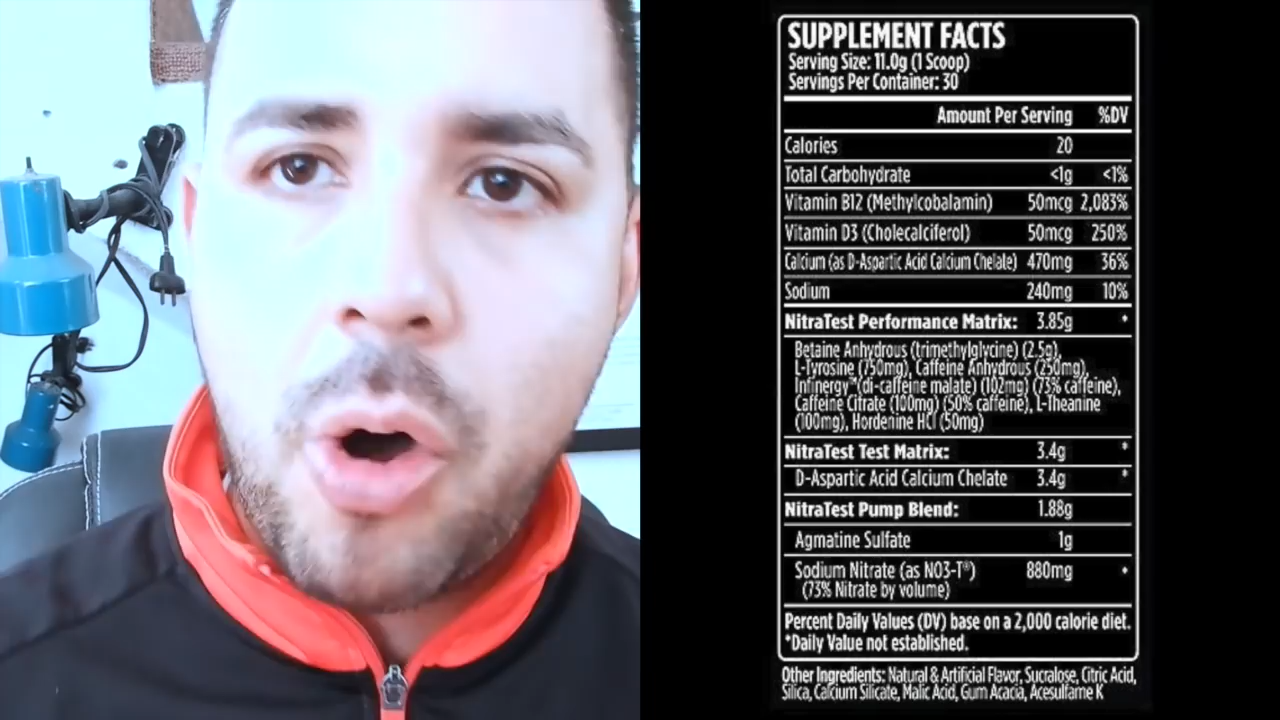 SUPPLEMENT FACTS
Serving Size: 11.0g (1 Scoop)
Servings Per Container: 30
Amount Per Serving %DV
Calories 20
Total Carbohydrate <1g <1%
Vitamin B12 (Methylcobalamin) 50mcg 2,083%
Vitamin D3 (Cholecalciferol) 50mcg 250%
Calcium (as D-Aspartic Acid Calcium Chelate) 470mg 36%
Sodium 240mg 10%
NitraTest Performance Matrix: 3.85g *
Betaine Anhydrous (trimethylglycine) (2.5g),
L-Tyrosine (750mg), Caffeine Anhydrous (250mg),
Infinergy™(di-caffeine malate) (102mg) (73% caffeine),
Caffeine Citrate (100mg) (50% caffeine), L-Theanine
(100mg), Hordenine HCl (50mg)
NitraTest Test Matrix: 3.4g *
D-Aspartic Acid Calcium Chelate 3.4g *
NitraTest Pump Blend: 1.88g
Agmatine Sulfate 1g
Sodium Nitrate (as NO3-T®) 880mg *
(73% Nitrate by volume)
Percent Daily Values (DV) base on a 2,000 calorie diet.
*Daily Value not established.
Other Ingredients: Natural & Artificial Flavor, Sucralose, Citric Acid,
Silica, Calcium Silicate, Malic Acid, Gum Acacia, Acesulfame K